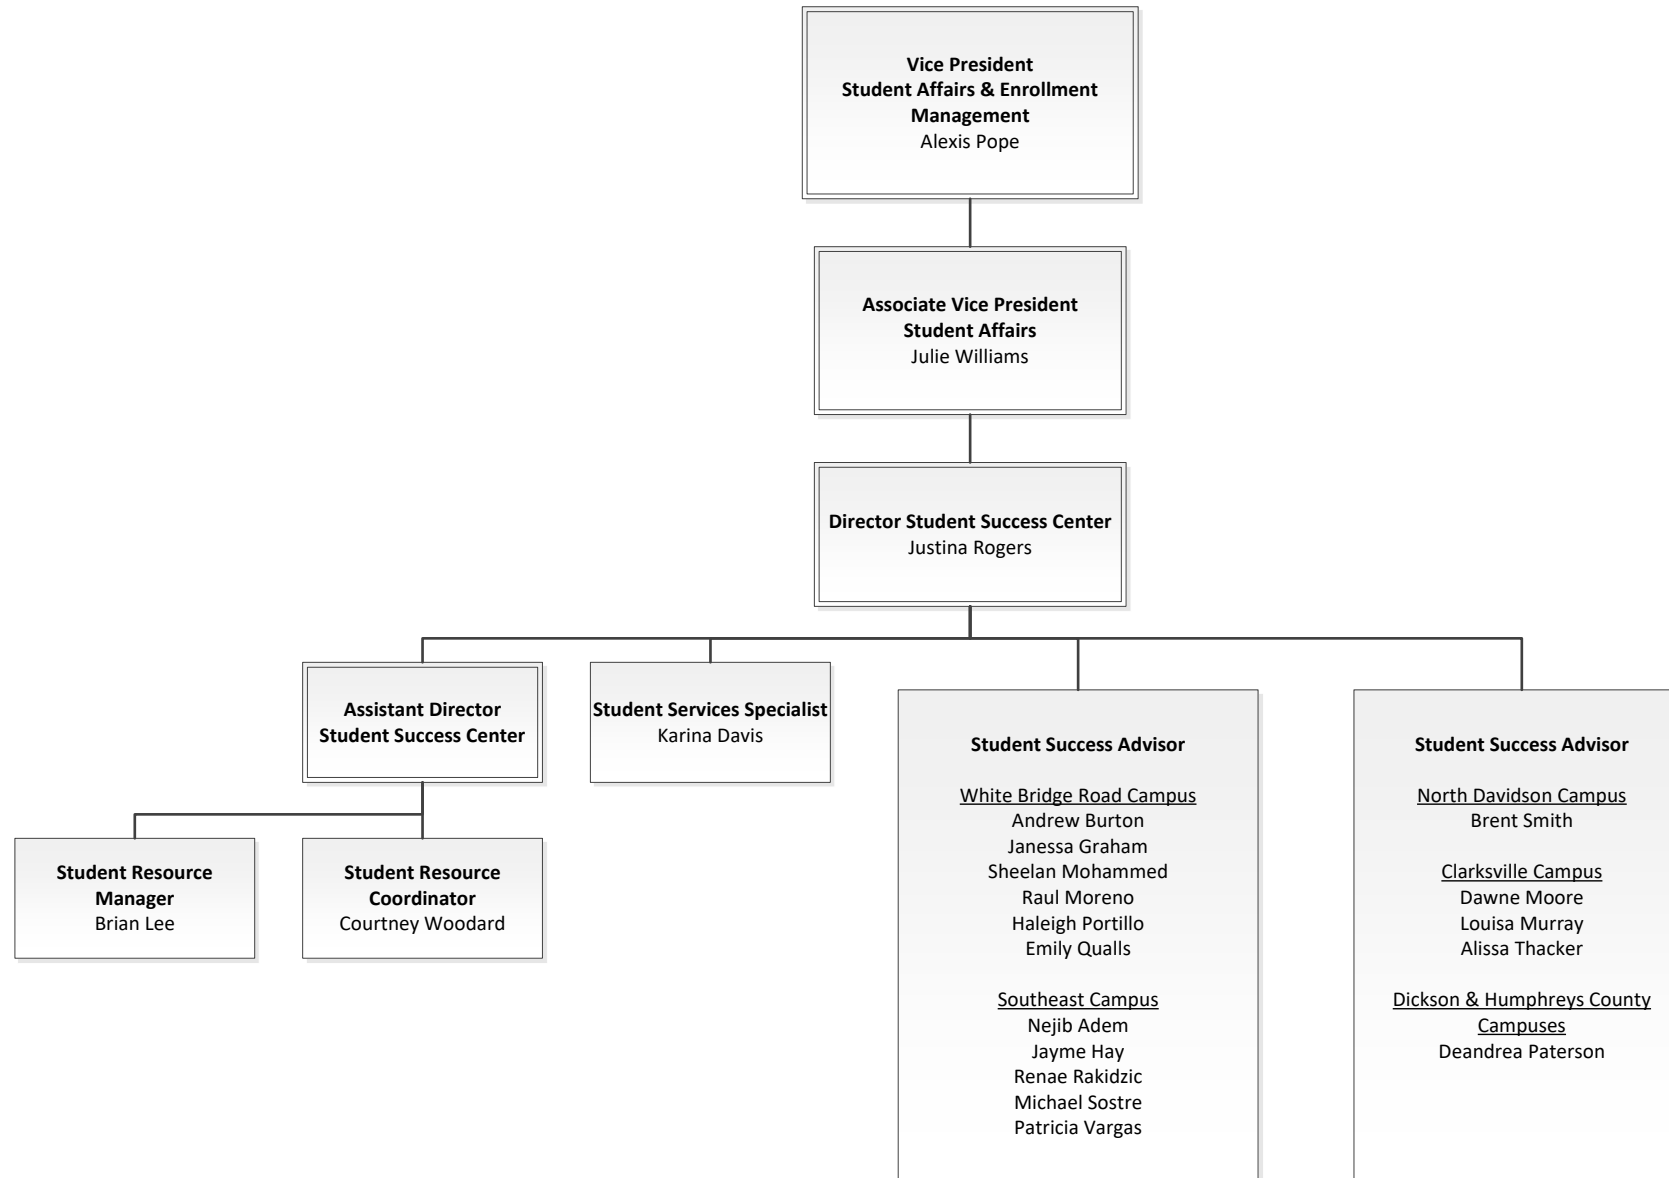 Vice President
Student Affairs & Enrollment
Management
Alexis Pope
Associate Vice President
Student Affairs
Julie Williams
Director Student Success Center
Justina Rogers
Assistant Director
Student Success Center
Student Services Specialist
Karina Davis
Student Resource
Manager
Brian Lee
Student Resource
Coordinator
Courtney Woodard
Student Success Advisor
White Bridge Road Campus
Andrew Burton
Janessa Graham
Sheelan Mohammed
Raul Moreno
Haleigh Portillo
Emily Qualls
Southeast Campus
Nejib Adem
Jayme Hay
Renae Rakidzic
Michael Sostre
Patricia Vargas
Student Success Advisor
North Davidson Campus
Brent Smith
Clarksville Campus
Dawne Moore
Louisa Murray
Alissa Thacker
Dickson & Humphreys County
Campuses
Deandrea Paterson